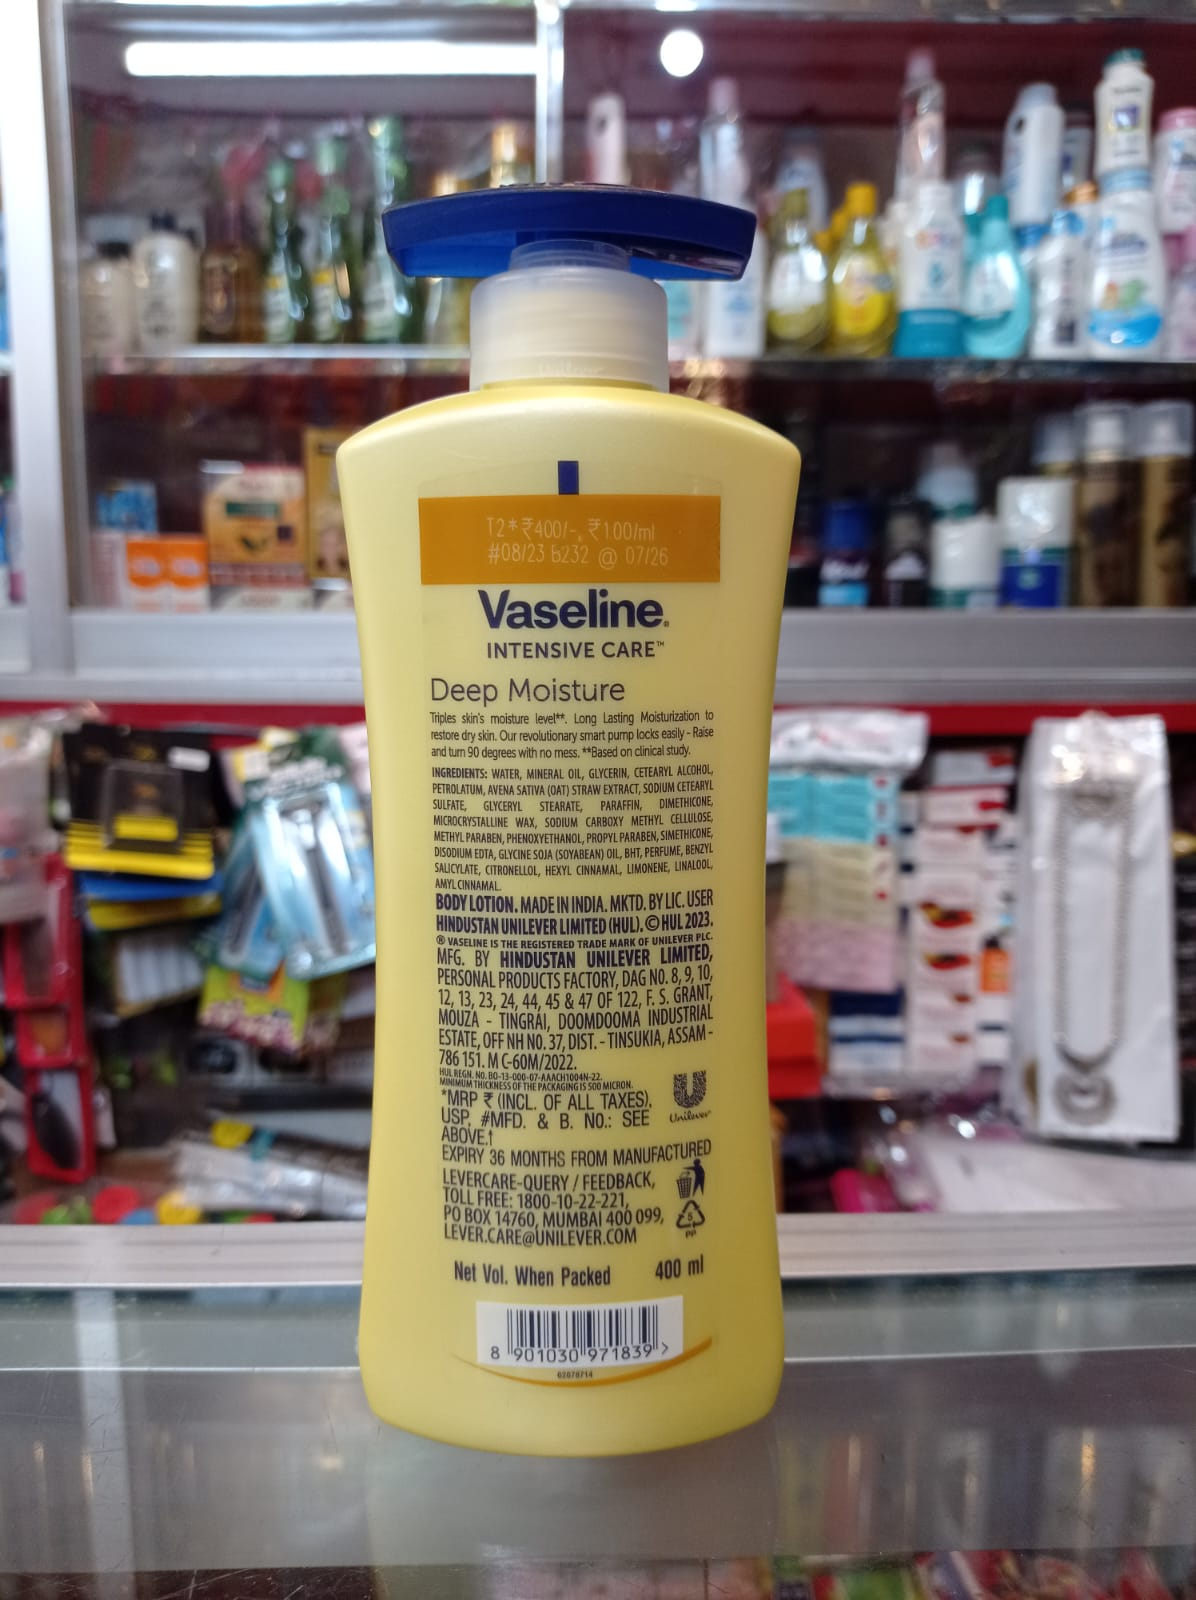 T2*₹400/-, ₹1.00/ml
#08/23 B232 @ 07/26
Vaseline®
INTENSIVE CARE™
Deep Moisture
Triples skin's moisture level**. Long Lasting Moisturization to
restore dry skin. Our revolutionary smart pump locks easily - Raise
and turn 90 degrees with no mess. **Based on clinical study.
INGREDIENTS: WATER, MINERAL OIL, GLYCERIN, CETEARYL ALCOHOL,
PETROLATUM, AVENA SATIVA (OAT) STRAW EXTRACT, SODIUM CETEARYL
SULFATE, GLYCERYL STEARATE, PARAFFIN, DIMETHICONE,
MICROCRYSTALLINE WAX, SODIUM CARBOXY METHYL CELLULOSE,
METHYL PARABEN, PHENOXYETHANOL, PROPYL PARABEN, SIMETHICONE,
DISODIUM EDTA, GLYCINE SOJA (SOYABEAN) OIL, BHT, PERFUME, BENZYL
SALICYLATE, CITRONELLOL, HEXYL CINNAMAL, LIMONENE, LINALOOL,
AMYL CINNAMAL.
BODY LOTION. MADE IN INDIA. MKTD. BY LIC. USER
HINDUSTAN UNILEVER LIMITED (HUL). © HUL 2023.
® VASELINE IS THE REGISTERED TRADE MARK OF UNILEVER PLC.
MFG. BY HINDUSTAN UNILEVER LIMITED,
PERSONAL PRODUCTS FACTORY, DAG NO. 8, 9, 10,
12, 13, 23, 24, 44, 45 & 47 OF 122, F. S. GRANT,
MOUZA - TINGRAI, DOOMDOOMA INDUSTRIAL
ESTATE, OFF NH NO. 37, DIST. - TINSUKIA, ASSAM -
786 151. M C-60M/2022.
HUL REGN. NO. BO-13-000-07-AAACH1004N-22.
MINIMUM THICKNESS OF THE PACKAGING IS 500 MICRON.
*MRP ₹ (INCL. OF ALL TAXES),
USP, #MFD. & B. NO.: SEE
ABOVE.↑
Unilever
EXPIRY 36 MONTHS FROM MANUFACTURED
LEVERCARE-QUERY / FEEDBACK,
TOLL FREE: 1800-10-22-221,
PO BOX 14760, MUMBAI 400 099,
LEVER.CARE@UNILEVER.COM
5
PP
Net Vol. When Packed 400 ml
8 901030 971839 >
62078714